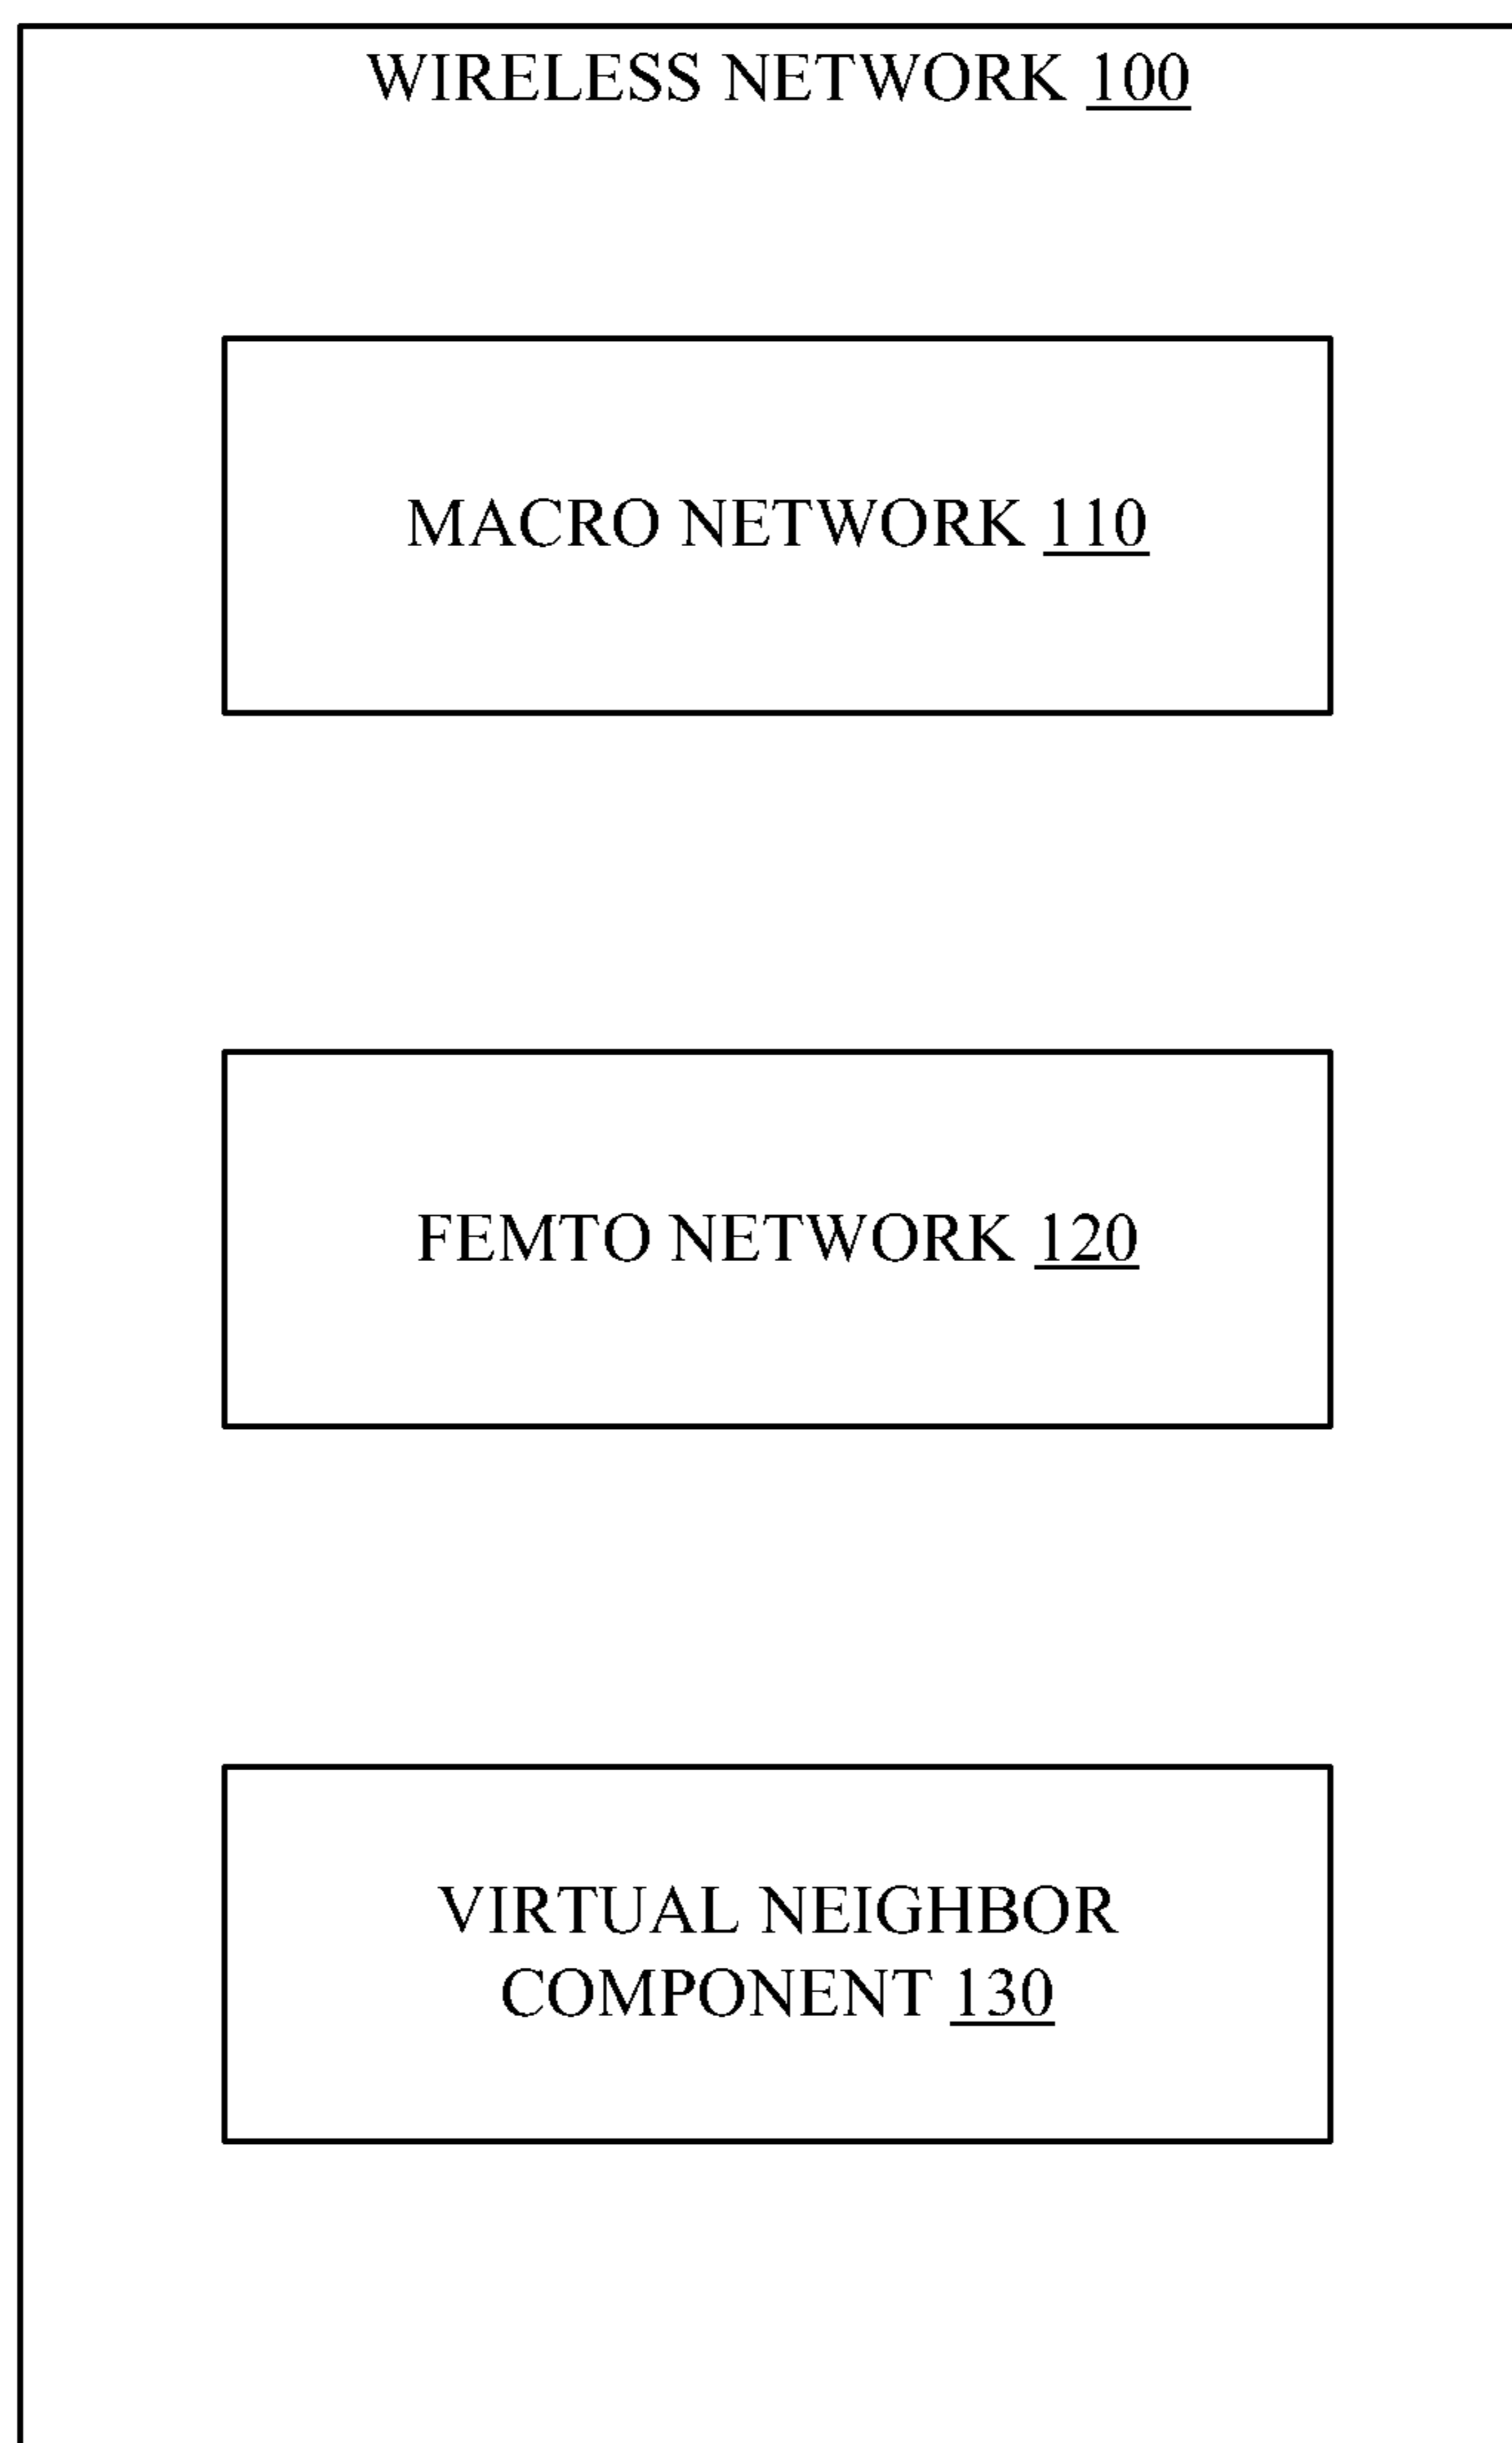 WIRELESS NETWORK 100
MACRO NETWORK 110
FEMTO NETWORK 120
VIRTUAL NEIGHBOR
COMPONENT 130